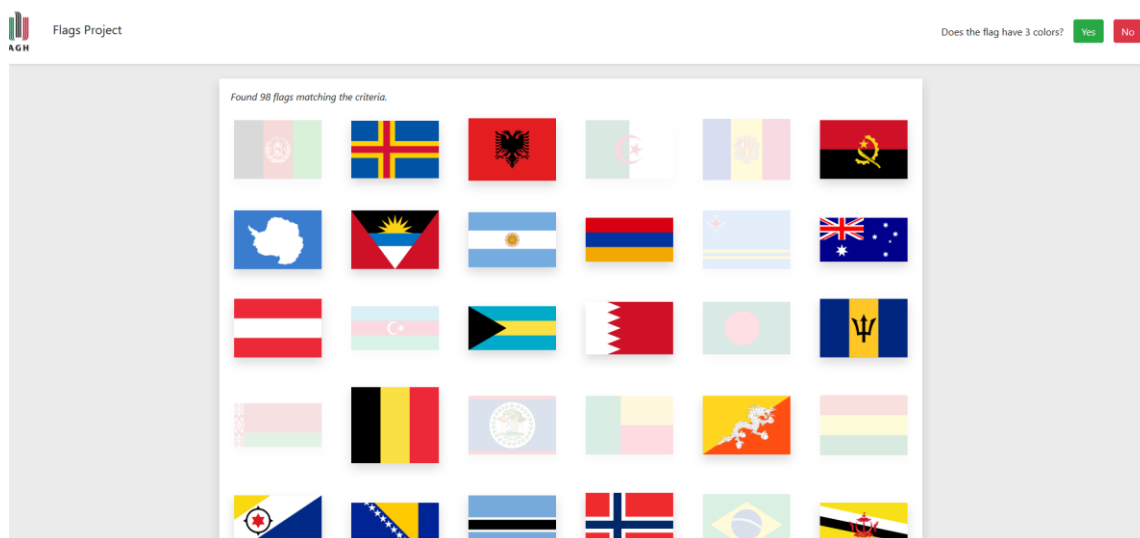 AGH
Flags Project
Does the flag have 3 colors?
Yes
No
Found 98 flags matching the criteria.